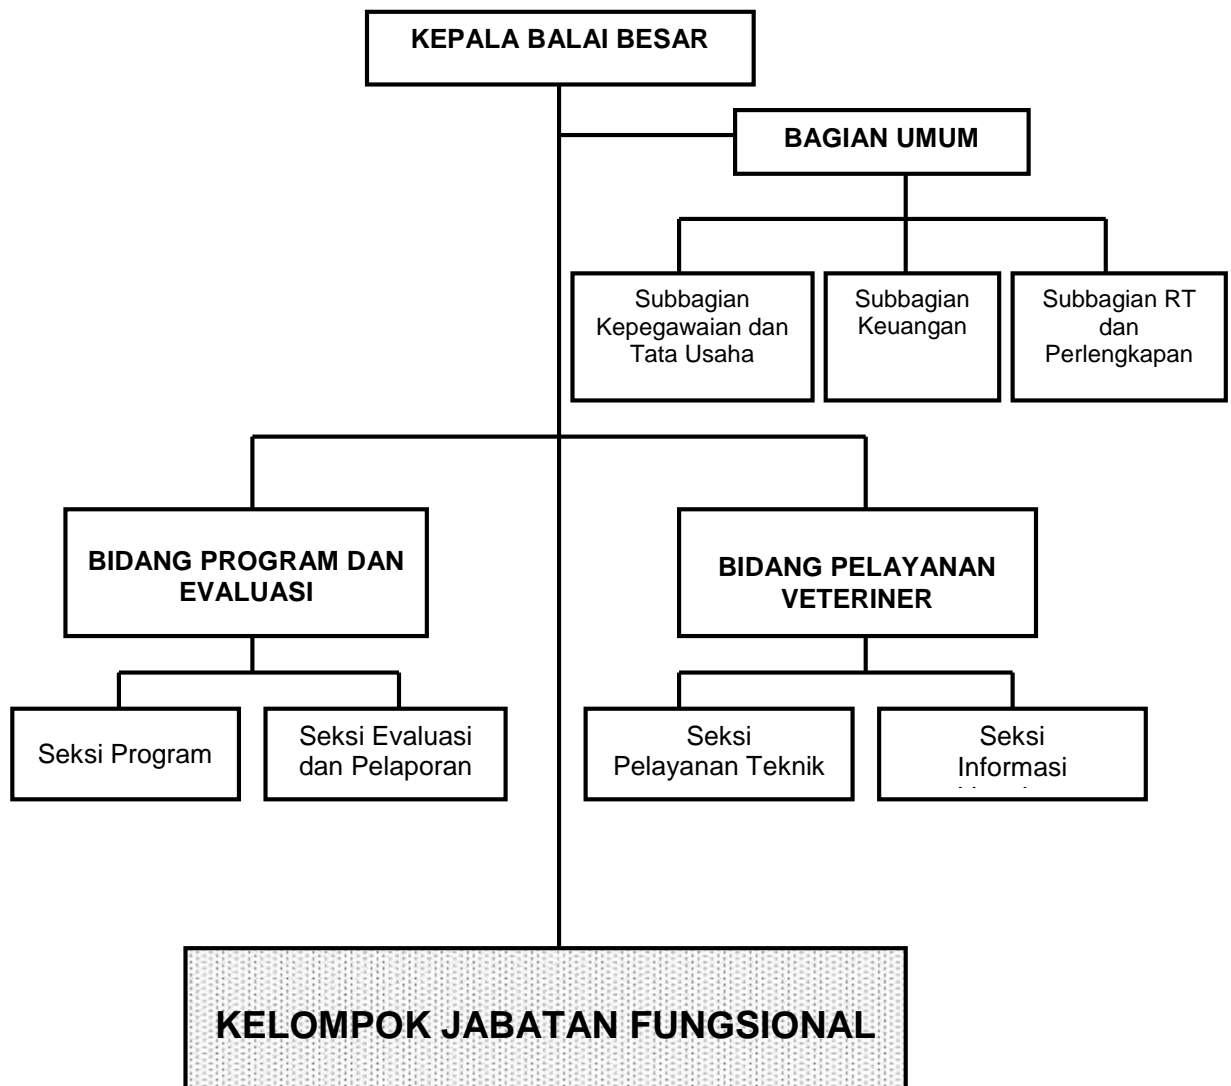 KEPALA BALAI BESAR
BAGIAN UMUM
Subbagian
Kepegawaian dan
Tata Usaha
Subbagian
Keuangan
Subbagian RT
dan
Perlengkapan
BIDANG PROGRAM DAN
EVALUASI
BIDANG PELAYANAN
VETERINER
Seksi Program
Seksi Evaluasi
dan Pelaporan
Seksi
Pelayanan Teknik
Seksi
Informasi
KELOMPOK JABATAN FUNGSIONAL